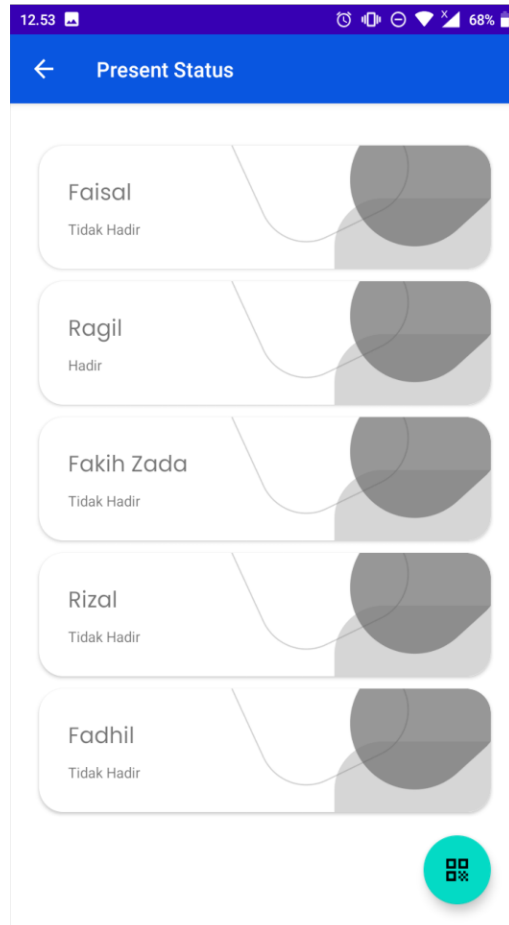 12.53
68%
Present Status
Faisal
Tidak Hadir
Ragil
Hadir
Fakih Zada
Tidak Hadir
Rizal
Tidak Hadir
Fadhil
Tidak Hadir